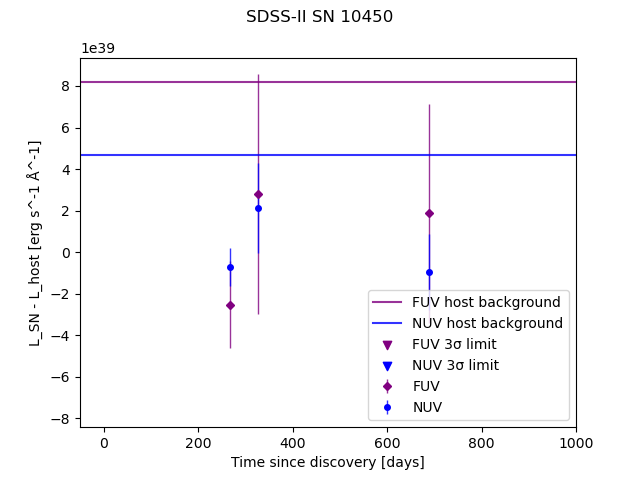 SDSS-II SN 10450
1e39
L_SN - L_host [erg s^-1 Å^-1]
8
6
4
2
0
−2
−4
−6
−8
FUV host background
NUV host background
FUV 3σ limit
NUV 3σ limit
FUV
NUV
0 200 400 600 800 1000
Time since discovery [days]